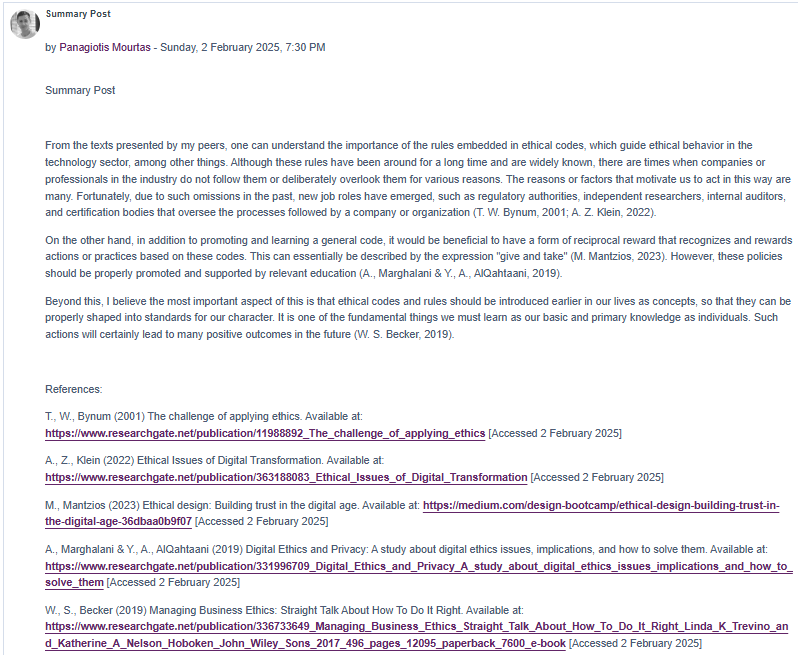 Summary Post
by Panagiotis Mourtas - Sunday, 2 February 2025, 7:30 PM
Summary Post
From the texts presented by my peers, one can understand the importance of the rules embedded in ethical codes, which guide ethical behavior in the
technology sector, among other things. Although these rules have been around for a long time and are widely known, there are times when companies or
professionals in the industry do not follow them or deliberately overlook them for various reasons. The reasons or factors that motivate us to act in this way are
many. Fortunately, due to such omissions in the past, new job roles have emerged, such as regulatory authorities, independent researchers, internal auditors,
and certification bodies that oversee the processes followed by a company or organization (T. W. Bynum, 2001; A. Z. Klein, 2022).
On the other hand, in addition to promoting and learning a general code, it would be beneficial to have a form of reciprocal reward that recognizes and rewards
actions or practices based on these codes. This can essentially be described by the expression "give and take" (M. Mantzios, 2023). However, these policies
should be properly promoted and supported by relevant education (A., Marghalani & Y., A., AlQahtaani, 2019).
Beyond this, I believe the most important aspect of this is that ethical codes and rules should be introduced earlier in our lives as concepts, so that they can be
properly shaped into standards for our character. It is one of the fundamental things we must learn as our basic and primary knowledge as individuals. Such
actions will certainly lead to many positive outcomes in the future (W. S. Becker, 2019).
References:
T., W., Bynum (2001) The challenge of applying ethics. Available at:
https://www.researchgate.net/publication/11988892_The_challenge_of_applying_ethics [Accessed 2 February 2025]
A., Z., Klein (2022) Ethical Issues of Digital Transformation. Available at:
https://www.researchgate.net/publication/363188083_Ethical_Issues_of_Digital_Transformation [Accessed 2 February 2025]
M., Mantzios (2023) Ethical design: Building trust in the digital age. Available at: https://medium.com/design-bootcamp/ethical-design-building-trust-in-
the-digital-age-36dbaa0b9f07 [Accessed 2 February 2025]
A., Marghalani & Y., A., AlQahtaani (2019) Digital Ethics and Privacy: A study about digital ethics issues, implications, and how to solve them. Available at:
https://www.researchgate.net/publication/331996709_Digital_Ethics_and_Privacy_A_study_about_digital_ethics_issues_implications_and_how_to_
solve_them [Accessed 2 February 2025]
W., S., Becker (2019) Managing Business Ethics: Straight Talk About How To Do It Right. Available at:
https://www.researchgate.net/publication/336733649_Managing_Business_Ethics_Straight_Talk_About_How_To_Do_It_Right_Linda_K_Trevino_an
d_Katherine_A_Nelson_Hoboken_John_Wiley_Sons_2017_496_pages_12095_paperback_7600_e-book [Accessed 2 February 2025]